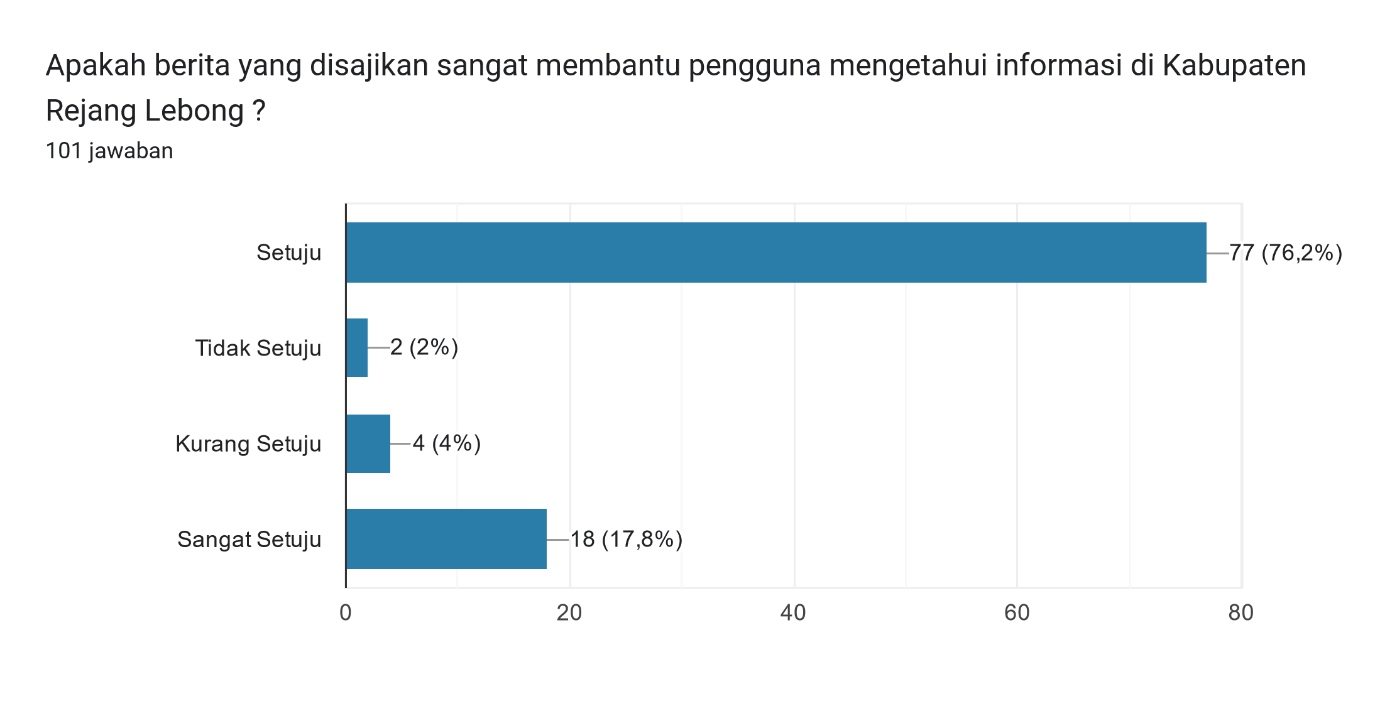 Apakah berita yang disajikan sangat membantu pengguna mengetahui informasi di Kabupaten
Rejang Lebong ?
101 jawaban
Setuju
77 (76,2%)
Tidak Setuju
2 (2%)
Kurang Setuju
4 (4%)
Sangat Setuju
18 (17,8%)
0 20 40 60 80